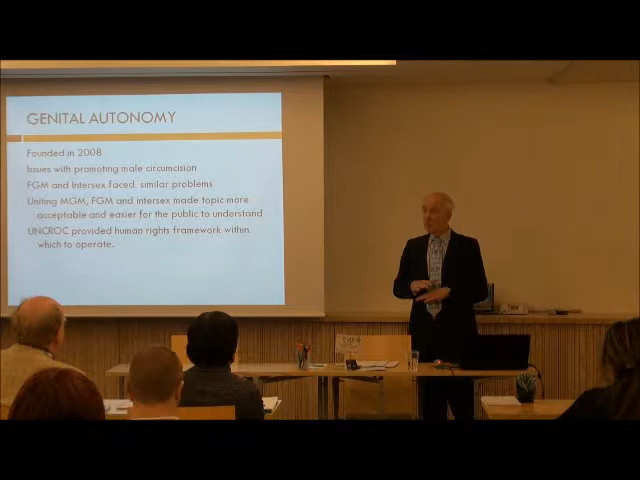 GENITAL AUTONOMY
Founded in 2008
Issues with promoting male circumcision
FGM and Intersex faced similar problems
Uniting MGM, FGM and intersex made topic more
acceptable and easier for the public to understand
UNCROC provided human rights framework within
which to operate.